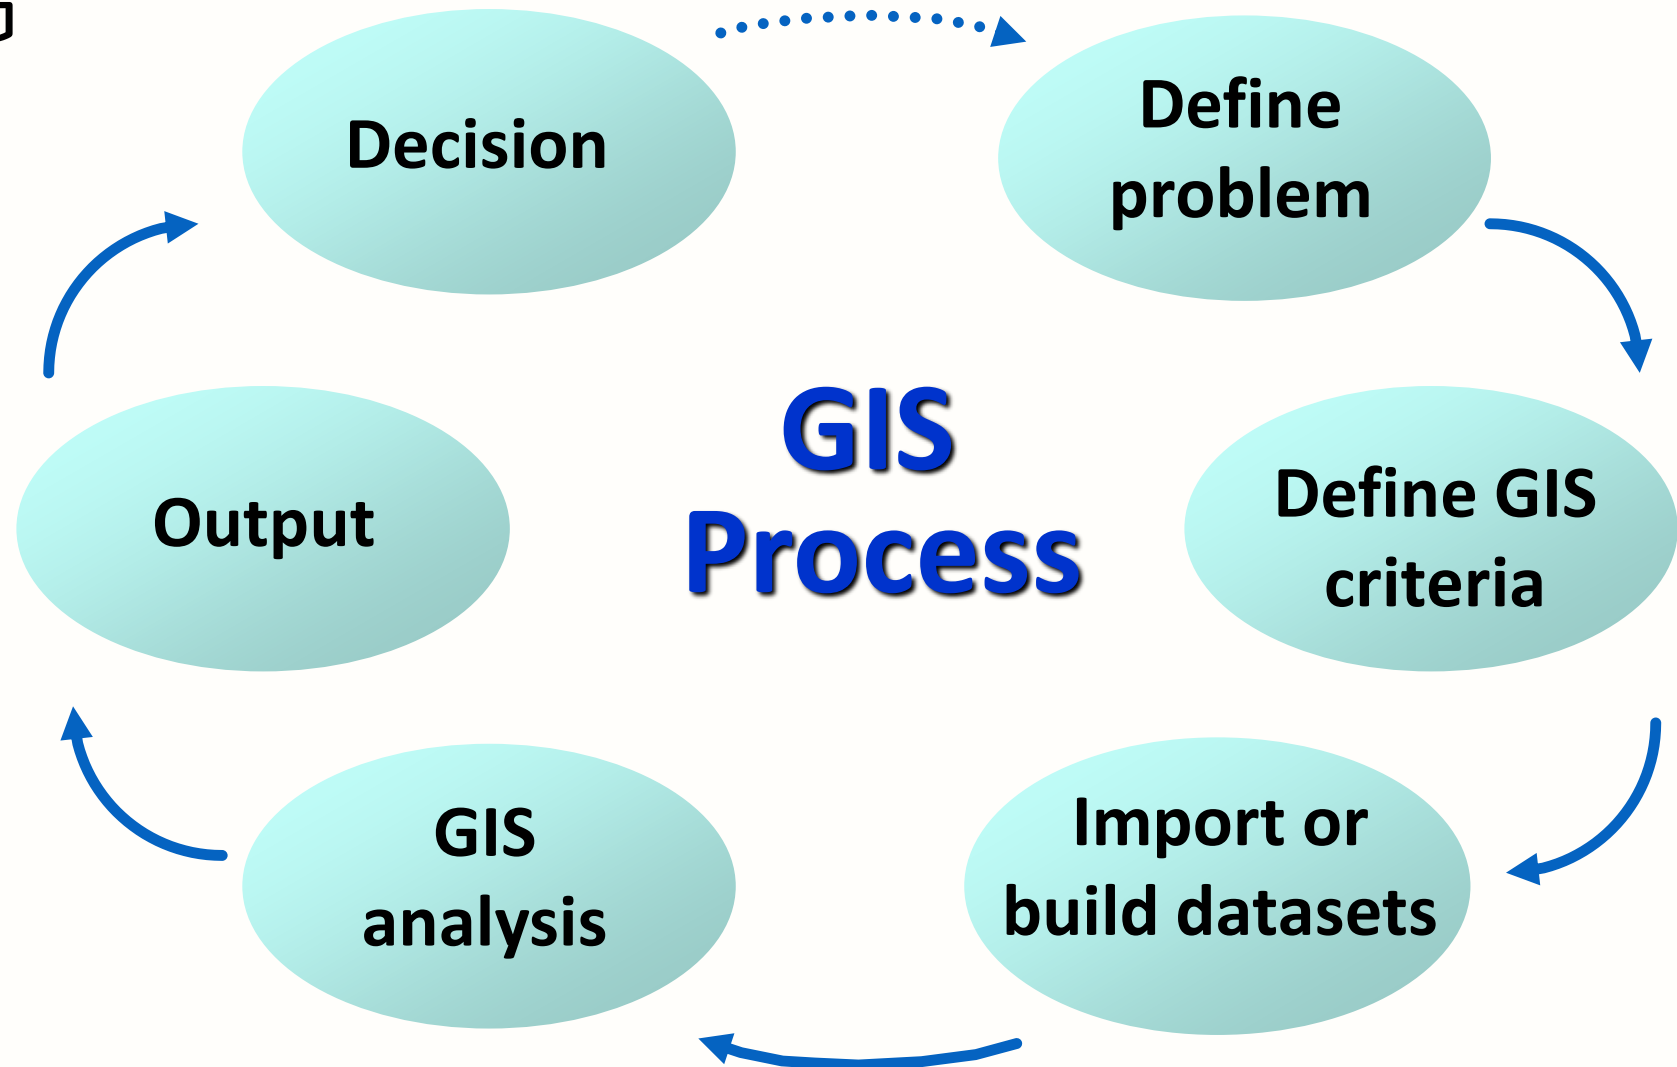 Decision
Define
problem
GIS
Process
Define GIS
criteria
Output
Import or
build datasets
GIS
analysis